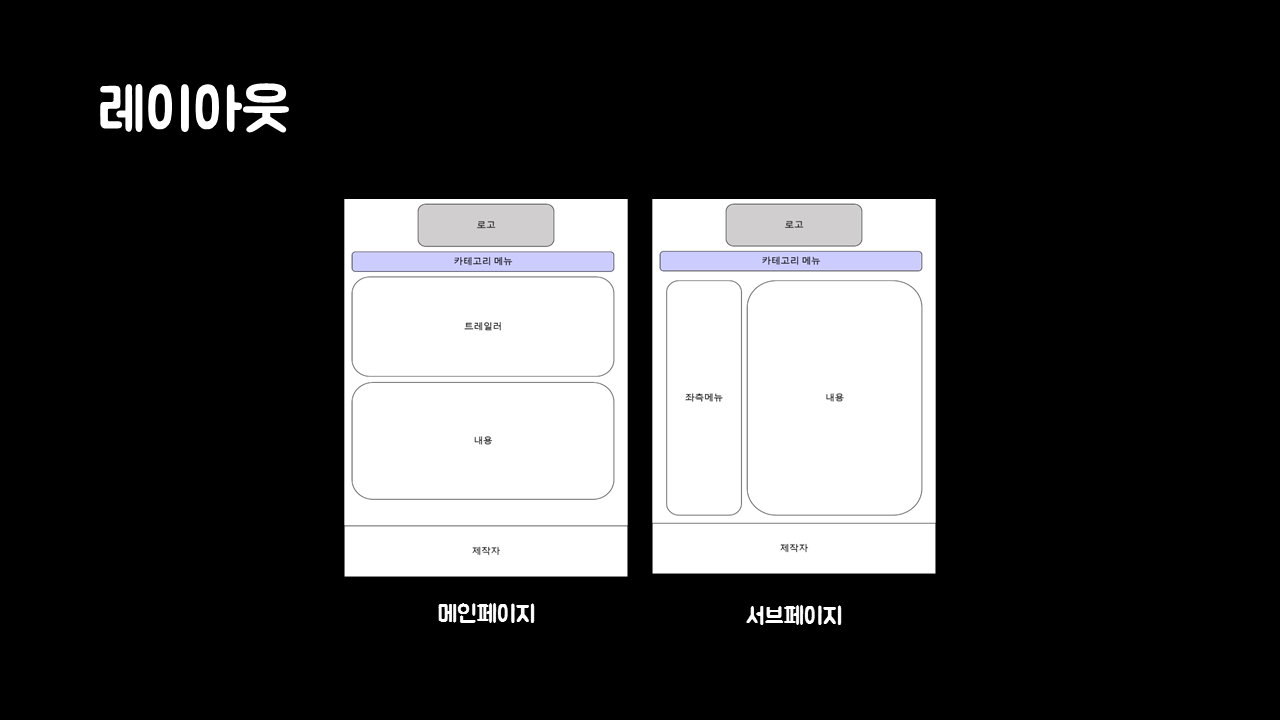 레이아웃
로고
카테고리 메뉴
트레일러
내용
제작자
메인페이지
로고
카테고리 메뉴
좌측메뉴
내용
제작자
서브페이지